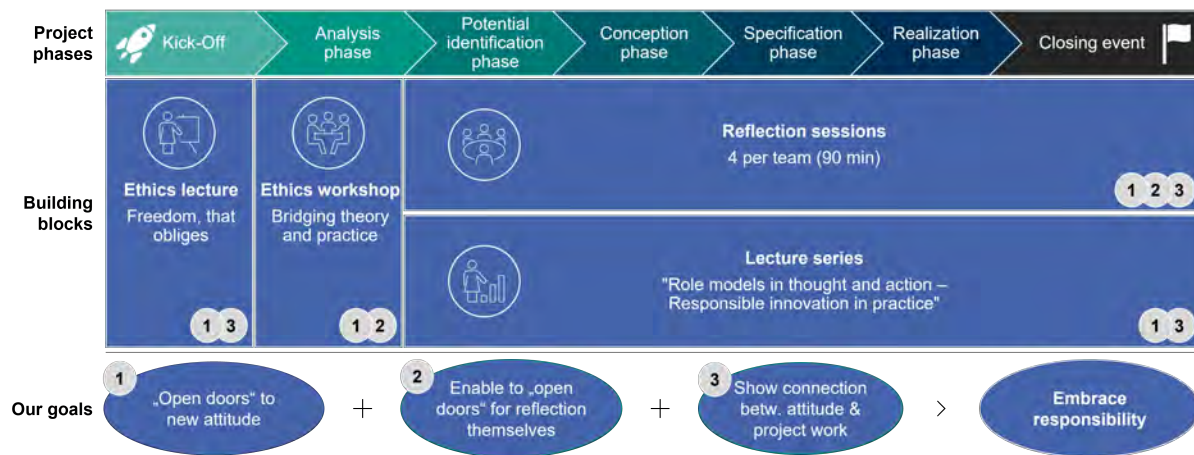 Project
phases
Kick-Off
Analysis
phase
Potential
identification
phase
Conception
phase
Specification
phase
Realization
phase
Closing event
Building
blocks
Ethics lecture
Freedom, that
obliges
1 3
Ethics workshop
Bridging theory
and practice
1 2
Reflection sessions
4 per team (90 min)
1 2 3
Lecture series
"Role models in thought and action –
Responsible innovation in practice"
1 3
Our goals
1
„Open doors“ to
new attitude
+
2
Enable to „open
doors“ for reflection
themselves
+
3
Show connection
betw. attitude &
project work
>
Embrace
responsibility